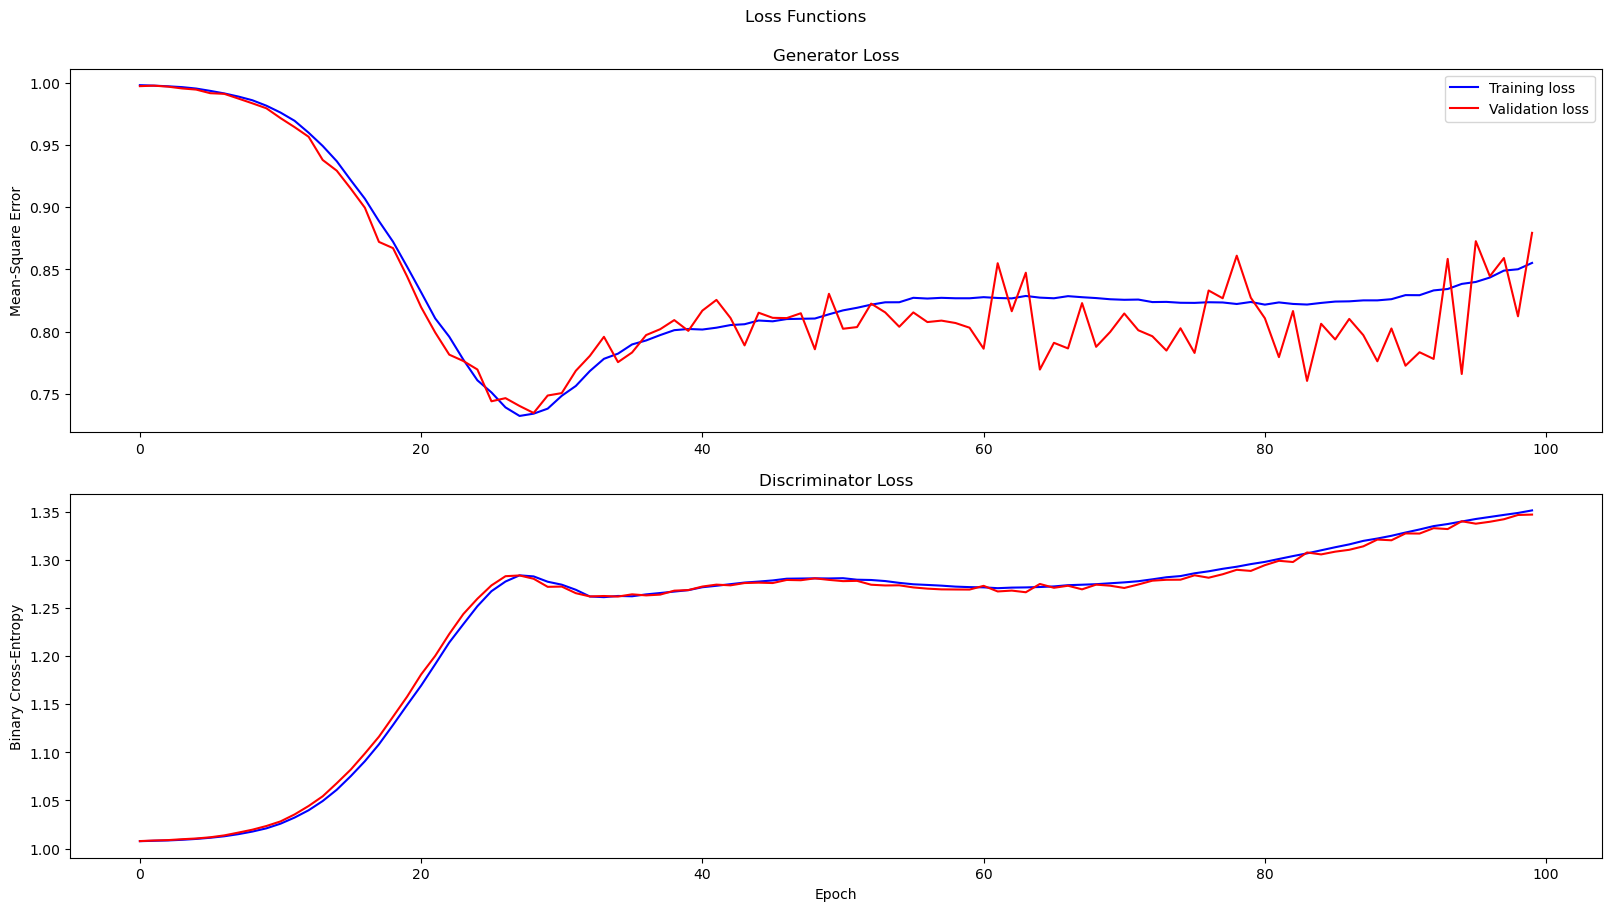 Loss Functions
Generator Loss
Mean-Square Error
1.00
0.95
0.90
0.85
0.80
0.75
Training loss
Validation loss
0 20 40 60 80 100
Discriminator Loss
Binary Cross-Entropy
1.35
1.30
1.25
1.20
1.15
1.10
1.05
1.00
0 20 40 60 80 100
Epoch